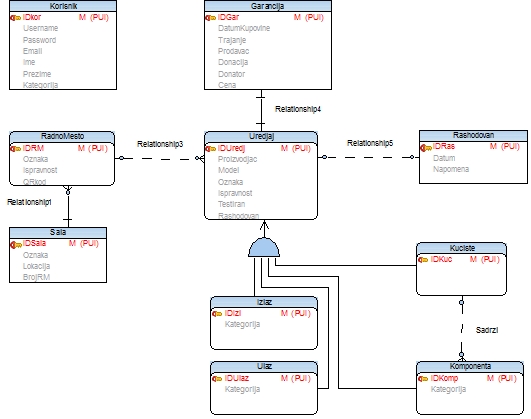 Korisnik
IDkor M (PUI)
Username
Password
Email
Ime
Prezime
Kategorija
Garancija
IDGar M (PUI)
DatumKupovine
Trajanje
Prodavac
Donacija
Donator
Cena
Relationship4
RadnoMesto
IDRM M (PUI)
Oznaka
Ispravnost
QRkod
Relationship3
Uredjaj
IDUredj M (PUI)
Proizvodjac
Model
Oznaka
Ispravnost
Testiran
Rashodovan
Relationship5
Rashodovan
IDRas M (PUI)
Datum
Napomena
Relationship1
Sala
IDSala M (PUI)
Oznaka
Lokacija
BrojRM
Kuciste
IDKuc M (PUI)
Izlaz
IDIzl M (PUI)
Kategorija
Sadrzi
Ulaz
IDUlaz M (PUI)
Kategorija
Komponenta
IDKomp M (PUI)
Kategorija